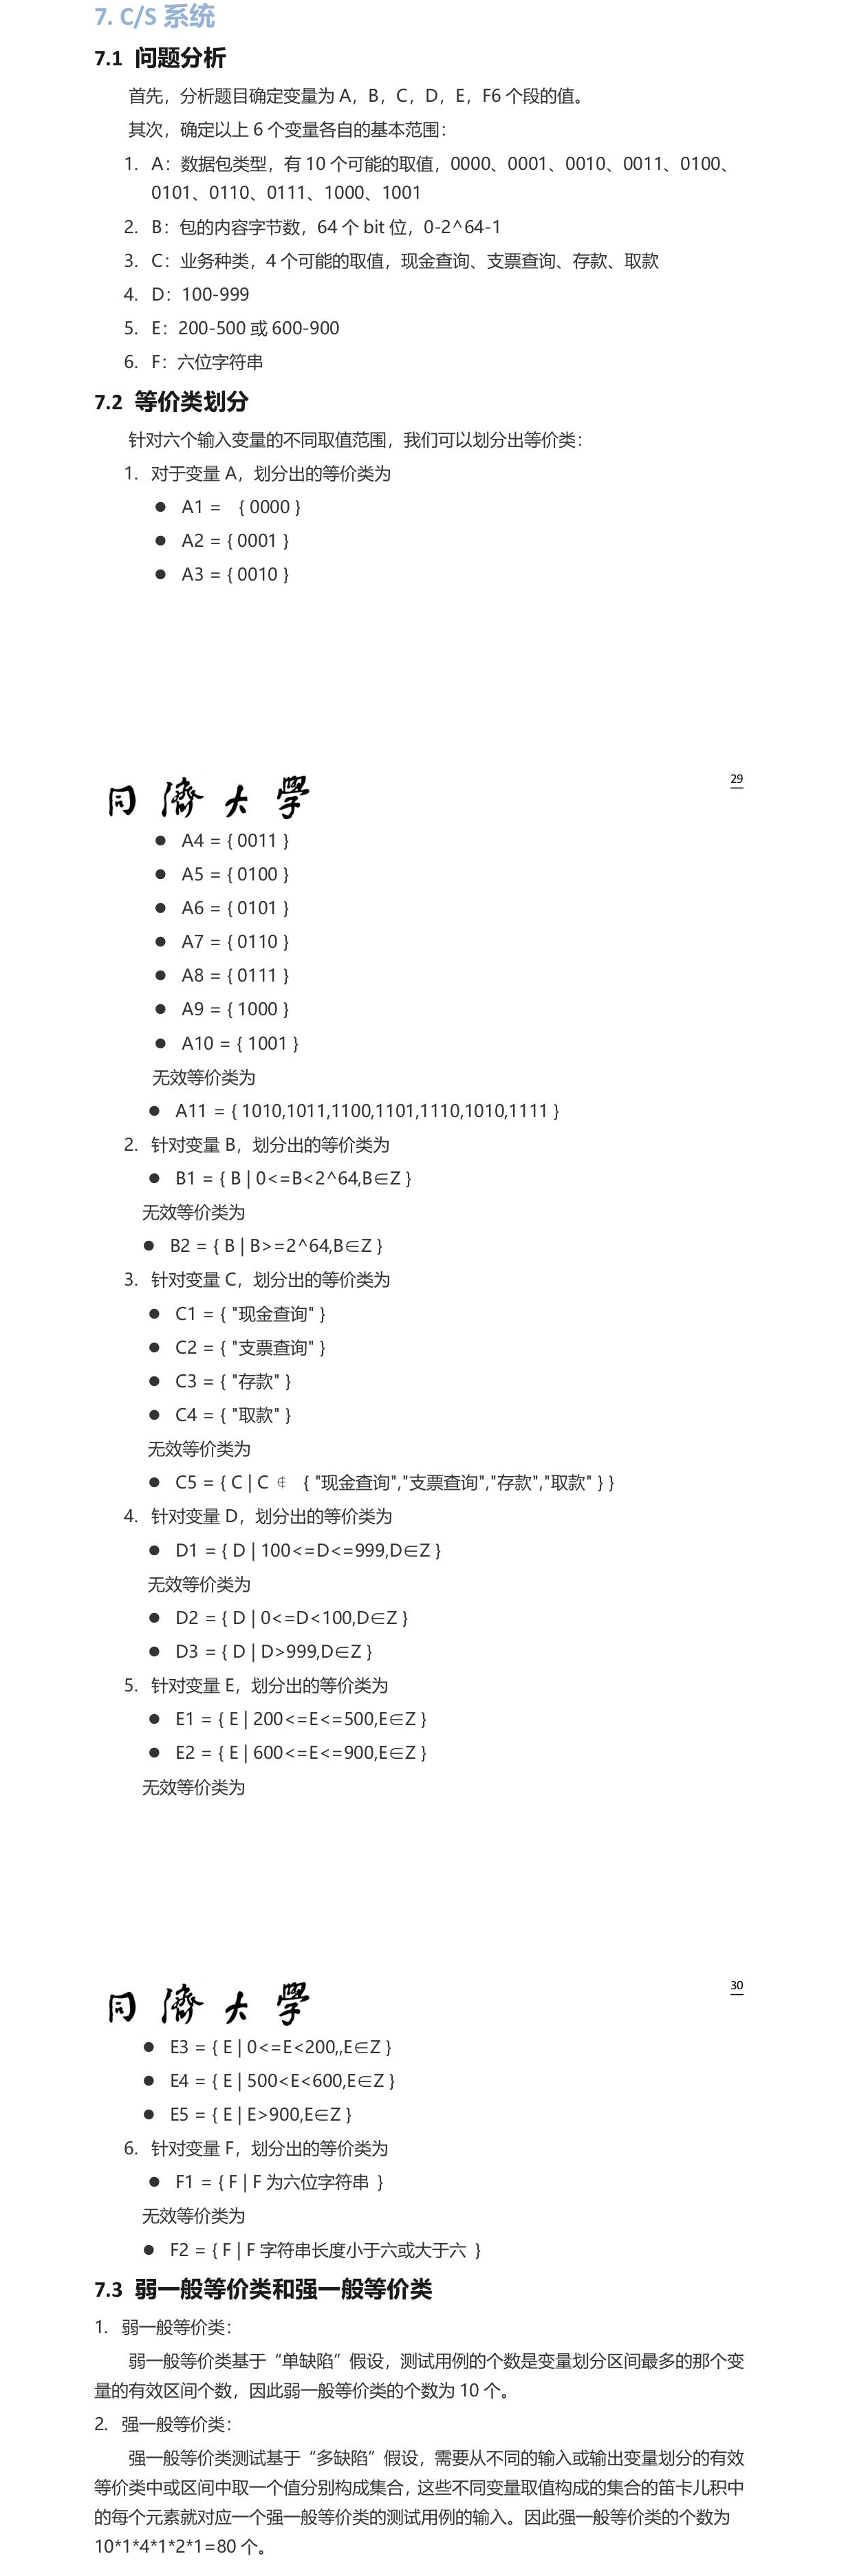 7. C/S 系统
7.1 问题分析
首先，分析题目确定变量为 A，B，C，D，E，F6 个段的值。
其次，确定以上 6 个变量各自的基本范围：
1. A：数据包类型，有 10 个可能的取值，0000、0001、0010、0011、0100、
0101、0110、0111、1000、1001
2. B：包的内容字节数，64 个 bit 位，0-2^64-1
3. C：业务种类，4 个可能的取值，现金查询、支票查询、存款、取款
4. D：100-999
5. E：200-500 或 600-900
6. F：六位字符串
7.2 等价类划分
针对六个输入变量的不同取值范围，我们可以划分出等价类：
1. 对于变量 A，划分出的等价类为
● A1 = { 0000 }
● A2 = { 0001 }
● A3 = { 0010 }
29
同濟大學
● A4 = { 0011 }
● A5 = { 0100 }
● A6 = { 0101 }
● A7 = { 0110 }
● A8 = { 0111 }
● A9 = { 1000 }
● A10 = { 1001 }
无效等价类为
● A11 = { 1010,1011,1100,1101,1110,1010,1111 }
2. 针对变量 B，划分出的等价类为
● B1 = { B | 0<=B<2^64,B∈Z }
无效等价类为
● B2 = { B | B>=2^64,B∈Z }
3. 针对变量 C，划分出的等价类为
● C1 = { "现金查询" }
● C2 = { "支票查询" }
● C3 = { "存款" }
● C4 = { "取款" }
无效等价类为
● C5 = { C | C ∉ { "现金查询","支票查询","存款","取款" } }
4. 针对变量 D，划分出的等价类为
● D1 = { D | 100<=D<=999,D∈Z }
无效等价类为
● D2 = { D | 0<=D<100,D∈Z }
● D3 = { D | D>999,D∈Z }
5. 针对变量 E，划分出的等价类为
● E1 = { E | 200<=E<=500,E∈Z }
● E2 = { E | 600<=E<=900,E∈Z }
无效等价类为
30
同濟大學
● E3 = { E | 0<=E<200,,E∈Z }
● E4 = { E | 500<E<600,E∈Z }
● E5 = { E | E>900,E∈Z }
6. 针对变量 F，划分出的等价类为
● F1 = { F | F 为六位字符串 }
无效等价类为
● F2 = { F | F 字符串长度小于六或大于六 }
7.3 弱一般等价类和强一般等价类
1. 弱一般等价类：
弱一般等价类基于“单缺陷”假设，测试用例的个数是变量划分区间最多的那个变
量的有效区间个数，因此弱一般等价类的个数为 10 个。
2. 强一般等价类：
强一般等价类测试基于“多缺陷”假设，需要从不同的输入或输出变量划分的有效
等价类中或区间中取一个值分别构成集合，这些不同变量取值构成的集合的笛卡儿积中
的每个元素就对应一个强一般等价类的测试用例的输入。因此强一般等价类的个数为
10*1*4*1*2*1=80 个。